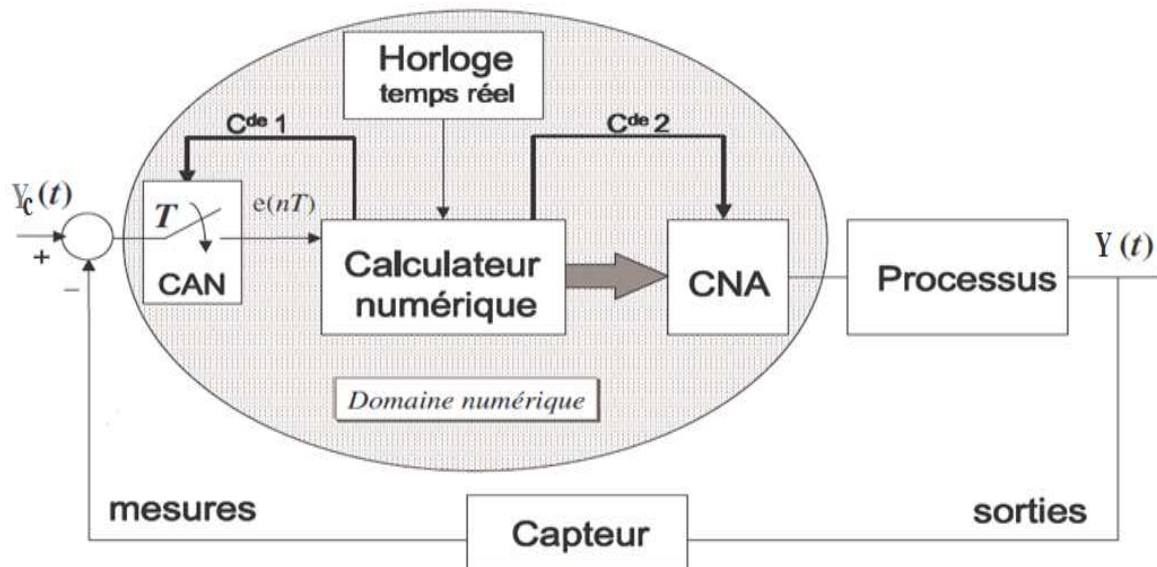 Horloge
temps réel
Cde 1
Cde 2
Yc(t)
T
e(nT)
Y(t)
+
−
CAN
Calculateur
numérique
CNA
Processus
Domaine numérique
mesures
sorties
Capteur